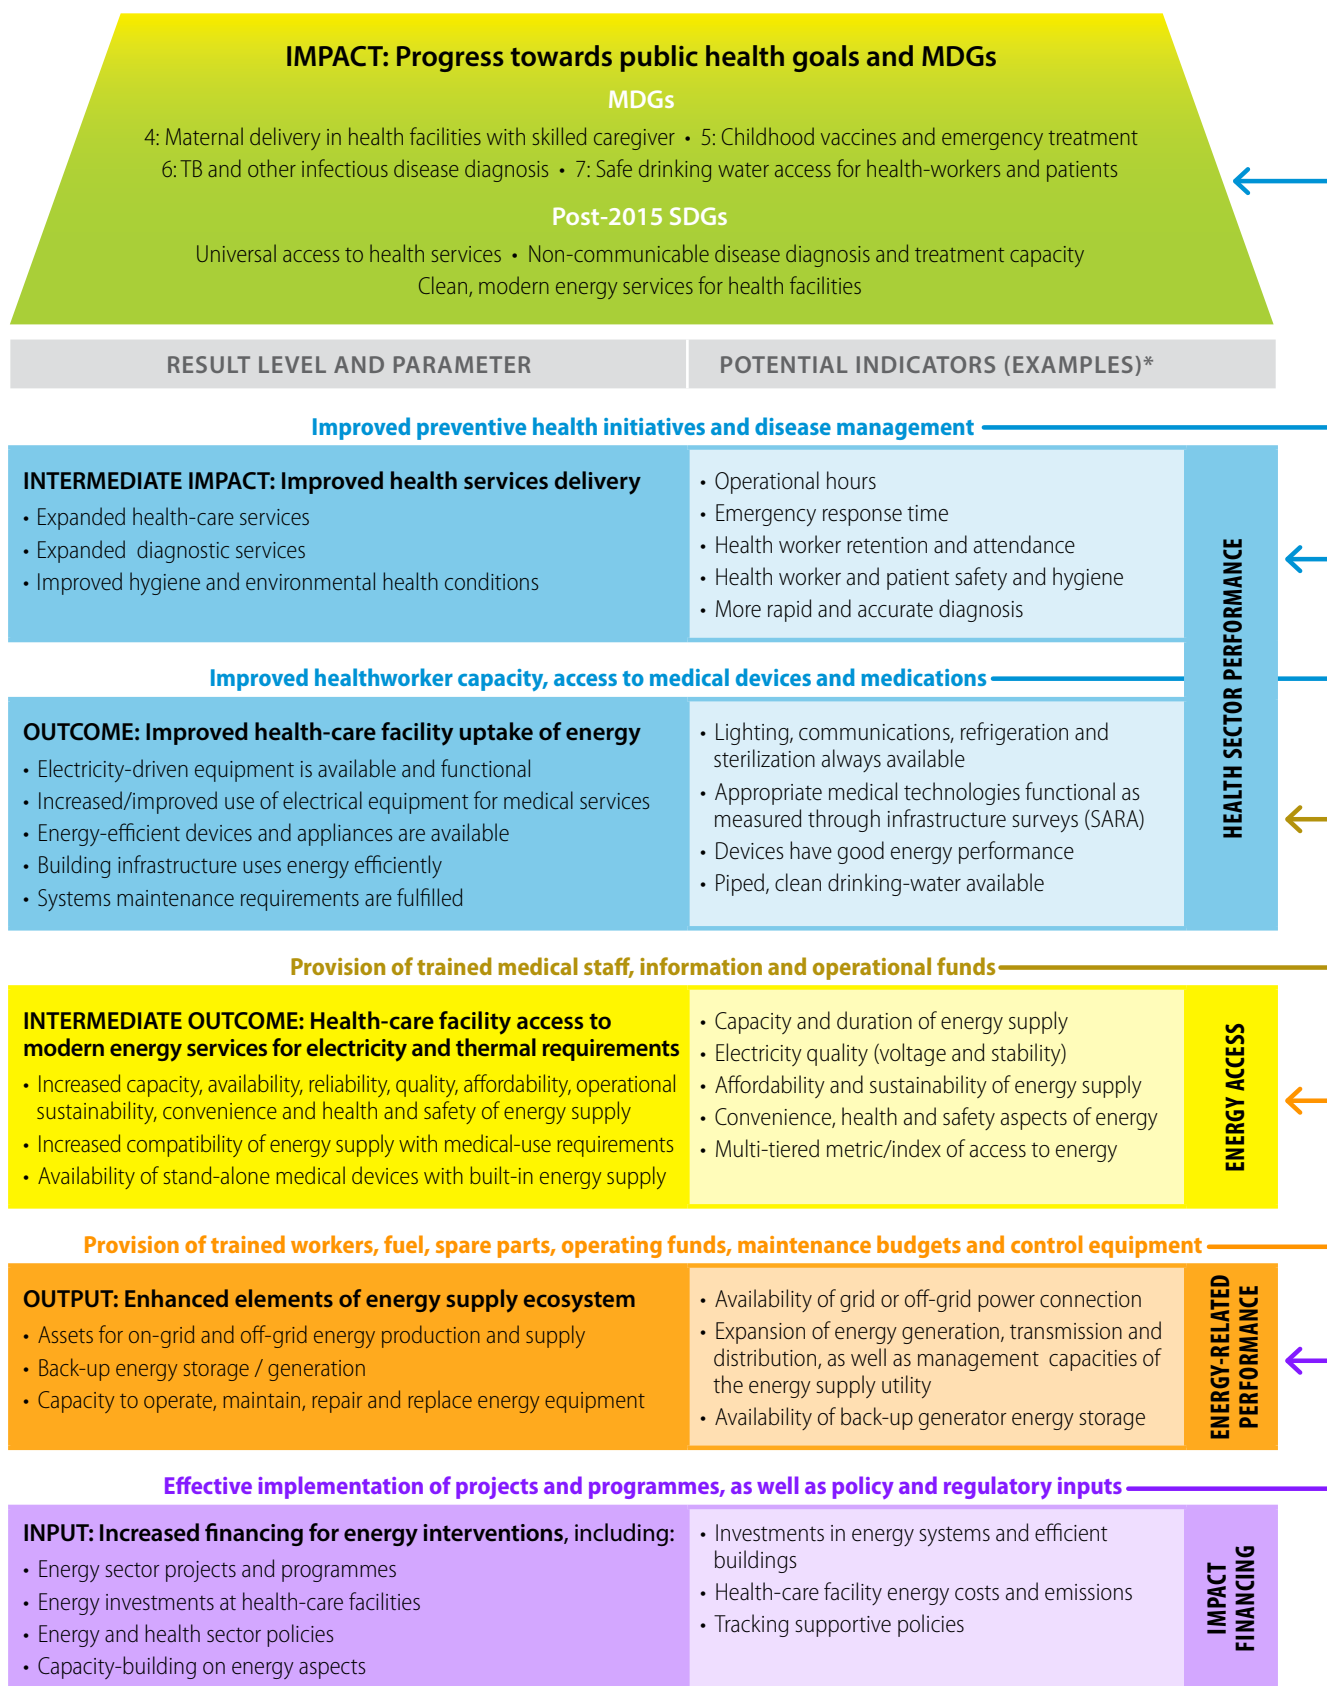 IMPACT: Progress towards public health goals and MDGs
MDGs
4: Maternal delivery in health facilities with skilled caregiver • 5: Childhood vaccines and emergency treatment
6: TB and other infectious disease diagnosis • 7: Safe drinking water access for health-workers and patients
Post-2015 SDGs
Universal access to health services • Non-communicable disease diagnosis and treatment capacity
Clean, modern energy services for health facilities
RESULT LEVEL AND PARAMETER
POTENTIAL INDICATORS (EXAMPLES)*
Improved preventive health initiatives and disease management
INTERMEDIATE IMPACT: Improved health services delivery
• Expanded health-care services
• Expanded diagnostic services
• Improved hygiene and environmental health conditions
• Operational hours
• Emergency response time
• Health worker retention and attendance
• Health worker and patient safety and hygiene
• More rapid and accurate diagnosis
HEALTH SECTOR PERFORMANCE
Improved healthworker capacity, access to medical devices and medications
OUTCOME: Improved health-care facility uptake of energy
• Electricity-driven equipment is available and functional
• Increased/improved use of electrical equipment for medical services
• Energy-efficient devices and appliances are available
• Building infrastructure uses energy efficiently
• Systems maintenance requirements are fulfilled
• Lighting, communications, refrigeration and
sterilization always available
• Appropriate medical technologies functional as
measured through infrastructure surveys (SARA)
• Devices have good energy performance
• Piped, clean drinking-water available
Provision of trained medical staff, information and operational funds
INTERMEDIATE OUTCOME: Health-care facility access to
modern energy services for electricity and thermal requirements
• Increased capacity, availability, reliability, quality, affordability, operational
sustainability, convenience and health and safety of energy supply
• Increased compatibility of energy supply with medical-use requirements
• Availability of stand-alone medical devices with built-in energy supply
• Capacity and duration of energy supply
• Electricity quality (voltage and stability)
• Affordability and sustainability of energy supply
• Convenience, health and safety aspects of energy
• Multi-tiered metric/index of access to energy
ENERGY ACCESS
Provision of trained workers, fuel, spare parts, operating funds, maintenance budgets and control equipment
OUTPUT: Enhanced elements of energy supply ecosystem
• Assets for on-grid and off-grid energy production and supply
• Back-up energy storage / generation
• Capacity to operate, maintain, repair and replace energy equipment
• Availability of grid or off-grid power connection
• Expansion of energy generation, transmission and
distribution, as well as management capacities of
the energy supply utility
• Availability of back-up generator energy storage
ENERGY-RELATED
PERFORMANCE
Effective implementation of projects and programmes, as well as policy and regulatory inputs
INPUT: Increased financing for energy interventions, including:
• Energy sector projects and programmes
• Energy investments at health-care facilities
• Energy and health sector policies
• Capacity-building on energy aspects
• Investments in energy systems and efficient
buildings
• Health-care facility energy costs and emissions
• Tracking supportive policies
IMPACT
FINANCING